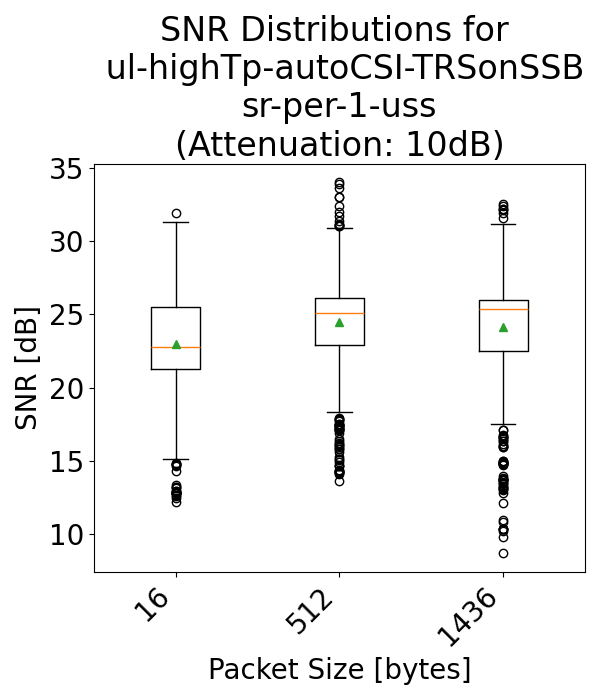 SNR Distributions for
ul-highTp-autoCSI-TRSonSSB
sr-per-1-uss
(Attenuation: 10dB)
35
30
25
20
15
10
SNR [dB]
16
512
1436
Packet Size [bytes]